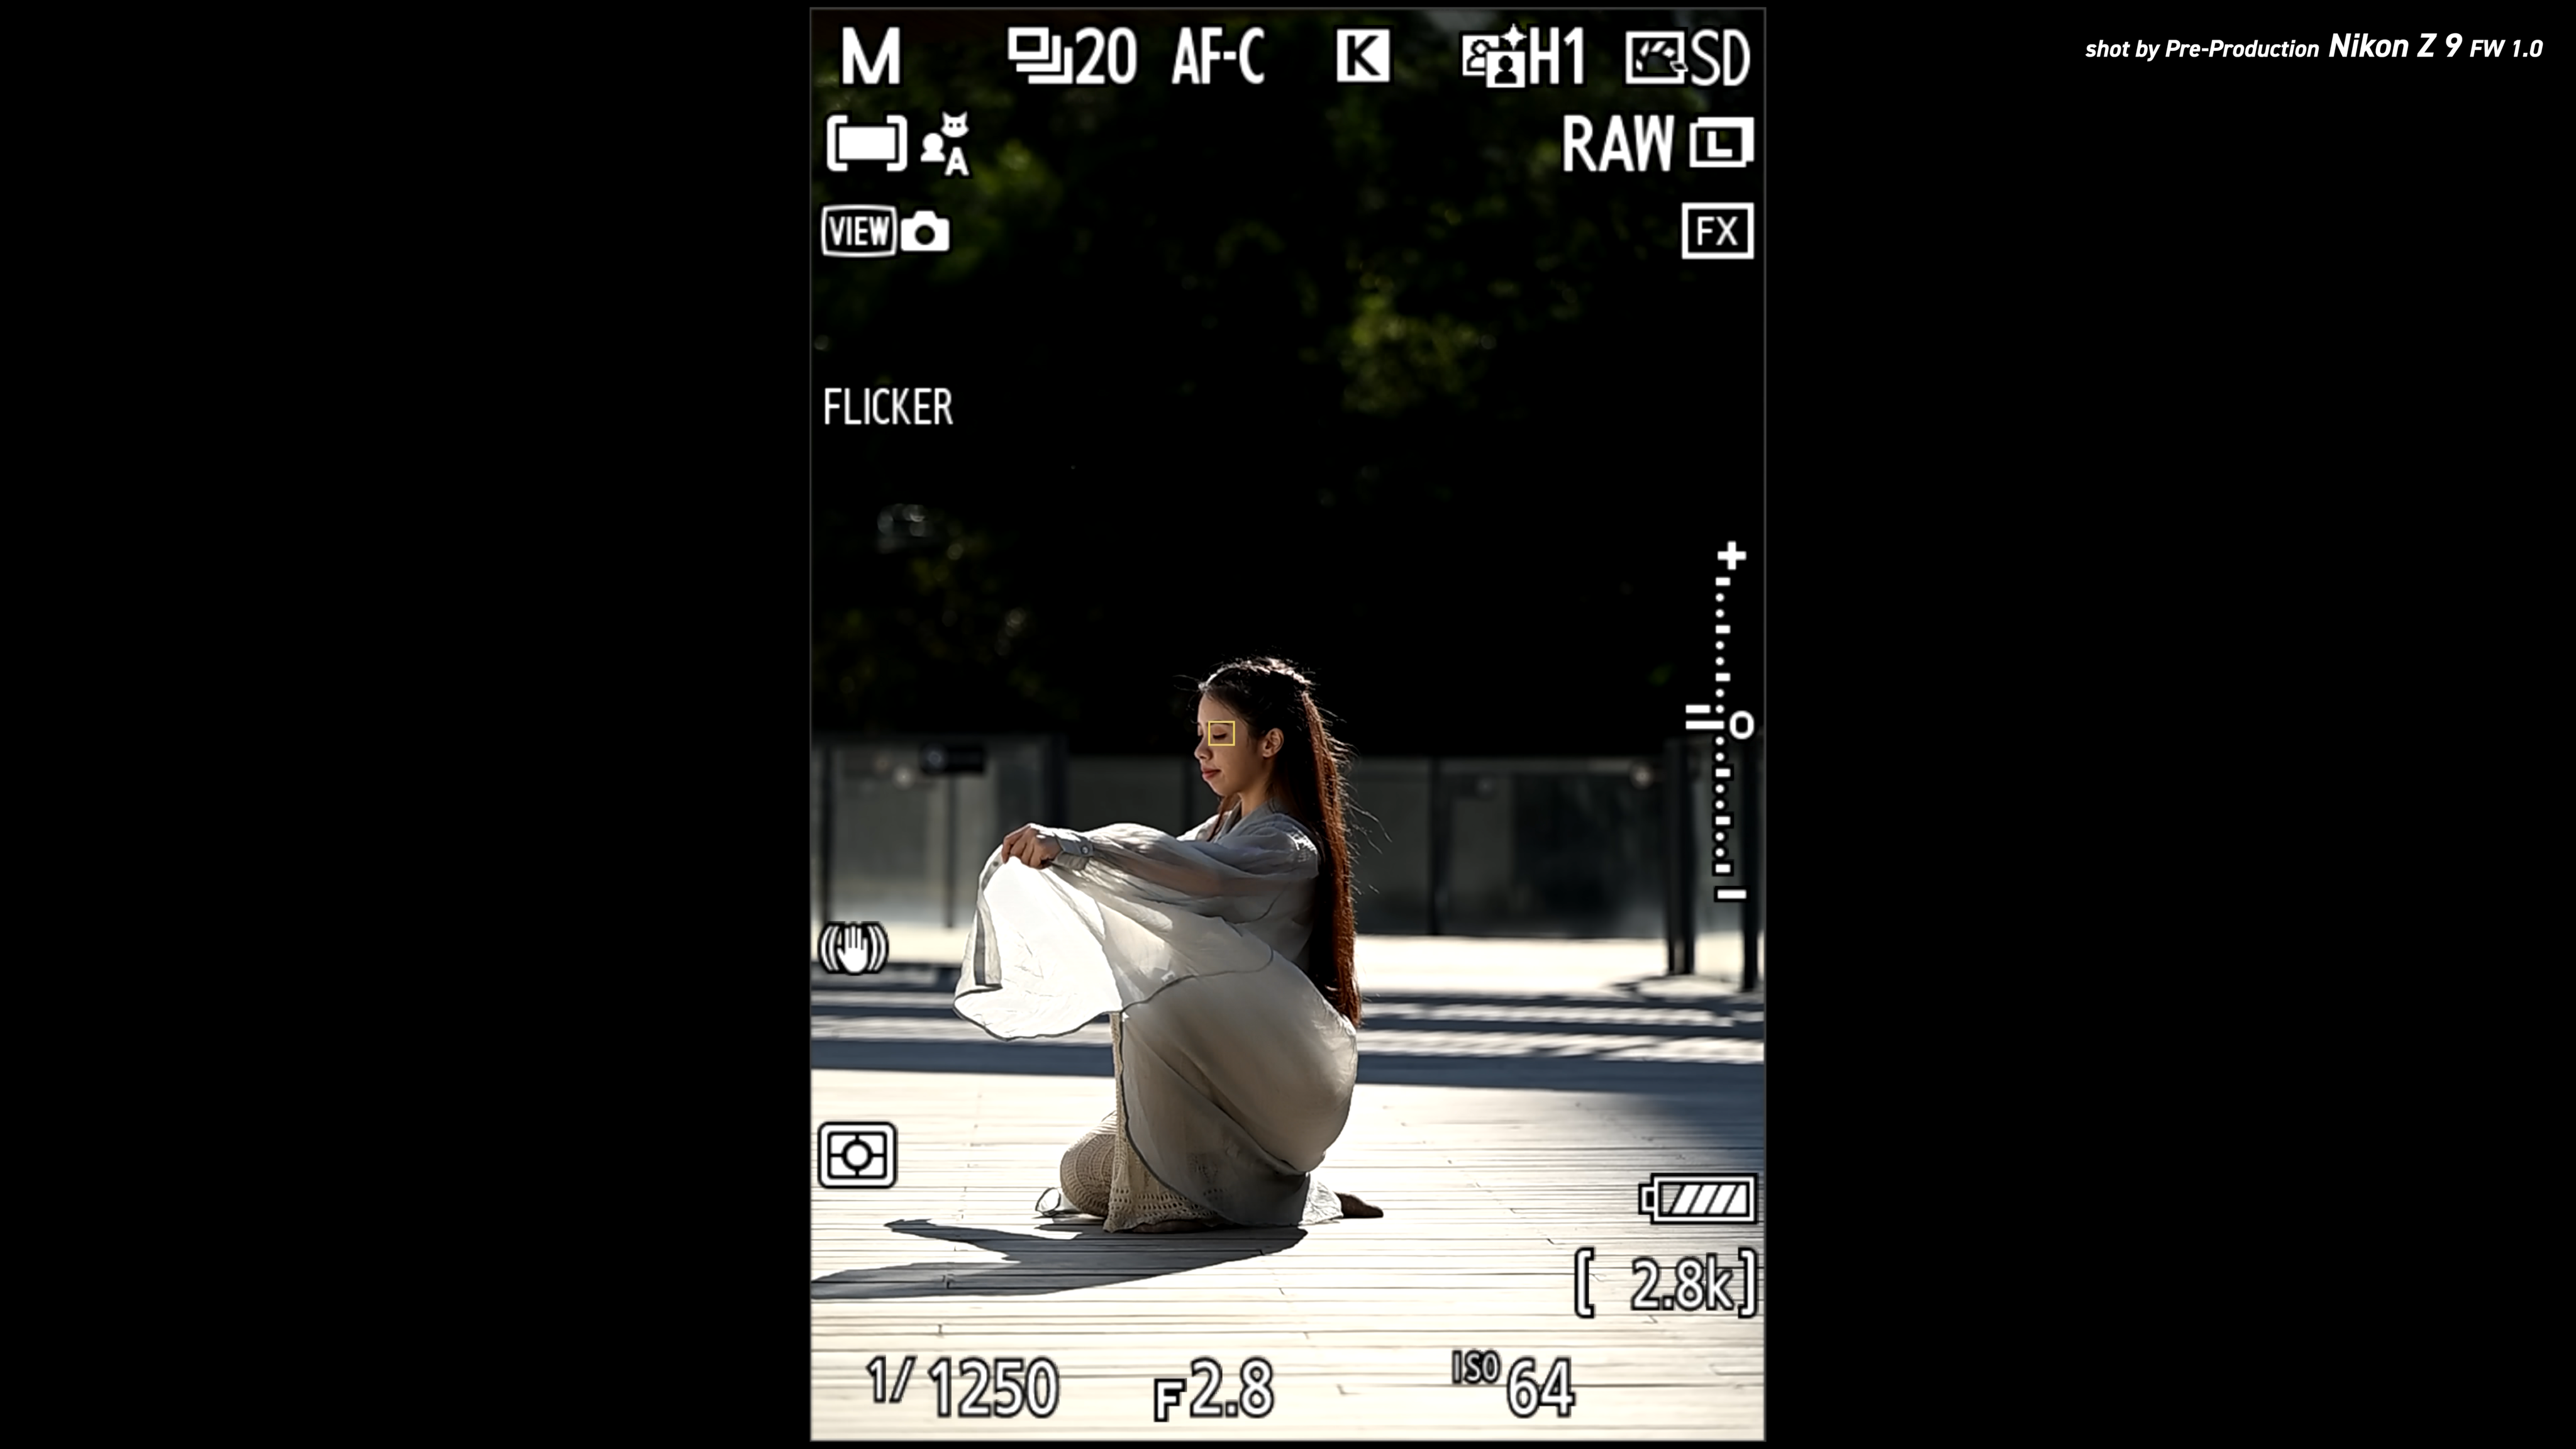 shot by Pre-Production Nikon Z 9 FW 1.0
M 20 AF-C K H1 SD
A RAW L
VIEW FX
FLICKER
+
0
−
[ 2.8k]
1/1250 F2.8 ISO 64